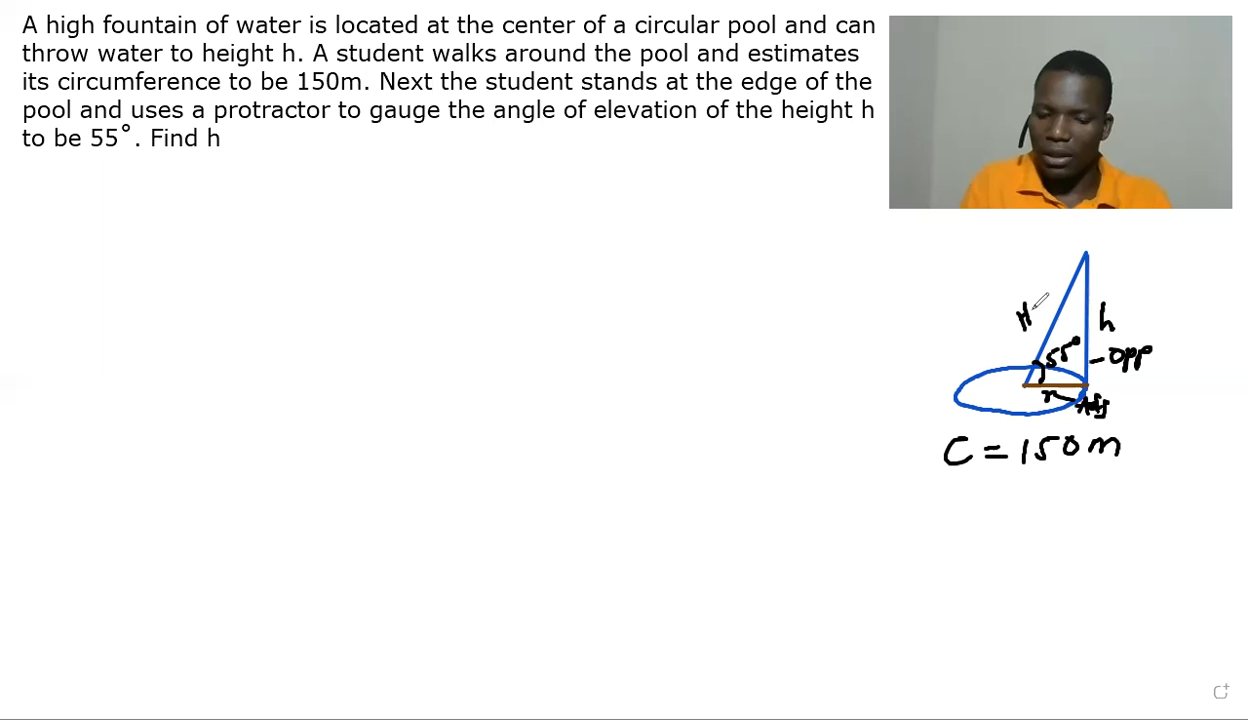 A high fountain of water is located at the center of a circular pool and can
throw water to height h. A student walks around the pool and estimates
its circumference to be 150m. Next the student stands at the edge of the
pool and uses a protractor to gauge the angle of elevation of the height h
to be 55°. Find h
H
h
55°
opp
r
Adj
C = 150m